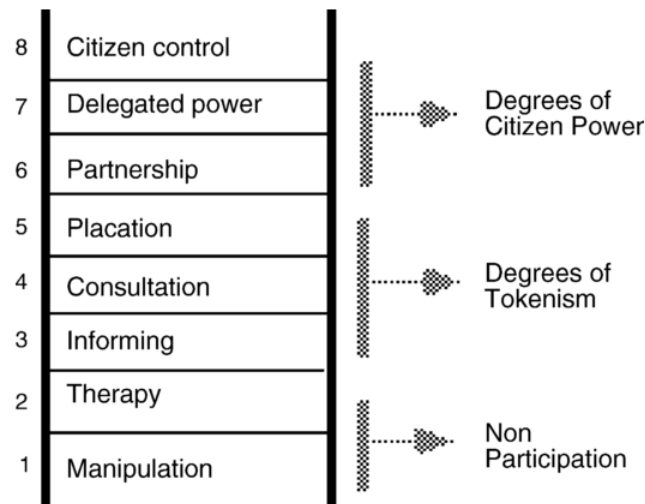 8 Citizen control
7 Delegated power
Degrees of
Citizen Power
6 Partnership
5 Placation
4 Consultation
Degrees of
Tokenism
3 Informing
2 Therapy
1 Manipulation
Non
Participation